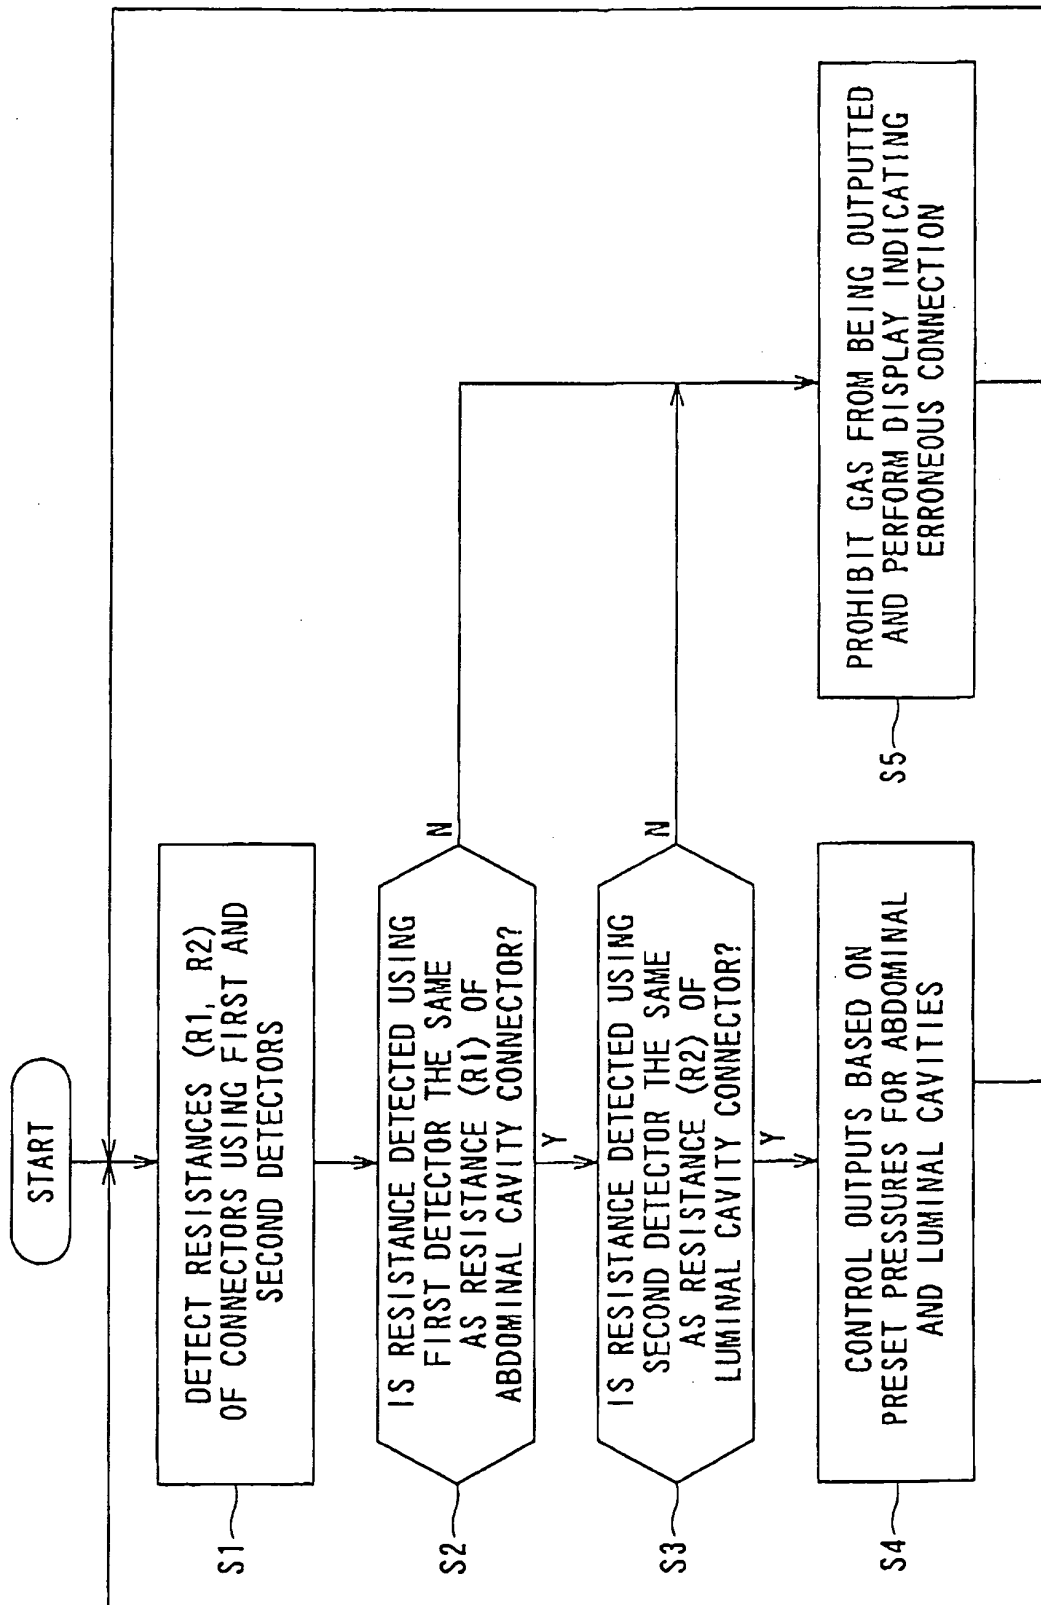 START
DETECT RESISTANCES (R1, R2)
OF CONNECTORS USING FIRST AND
SECOND DETECTORS
S1
IS RESISTANCE DETECTED USING
FIRST DETECTOR THE SAME
AS RESISTANCE (R1) OF
ABDOMINAL CAVITY CONNECTOR?
S2
N
Y
IS RESISTANCE DETECTED USING
SECOND DETECTOR THE SAME
AS RESISTANCE (R2) OF
LUMINAL CAVITY CONNECTOR?
S3
N
Y
CONTROL OUTPUTS BASED ON
PRESET PRESSURES FOR ABDOMINAL
AND LUMINAL CAVITIES
S4
PROHIBIT GAS FROM BEING OUTPUTTED
AND PERFORM DISPLAY INDICATING
ERRONEOUS CONNECTION
S5